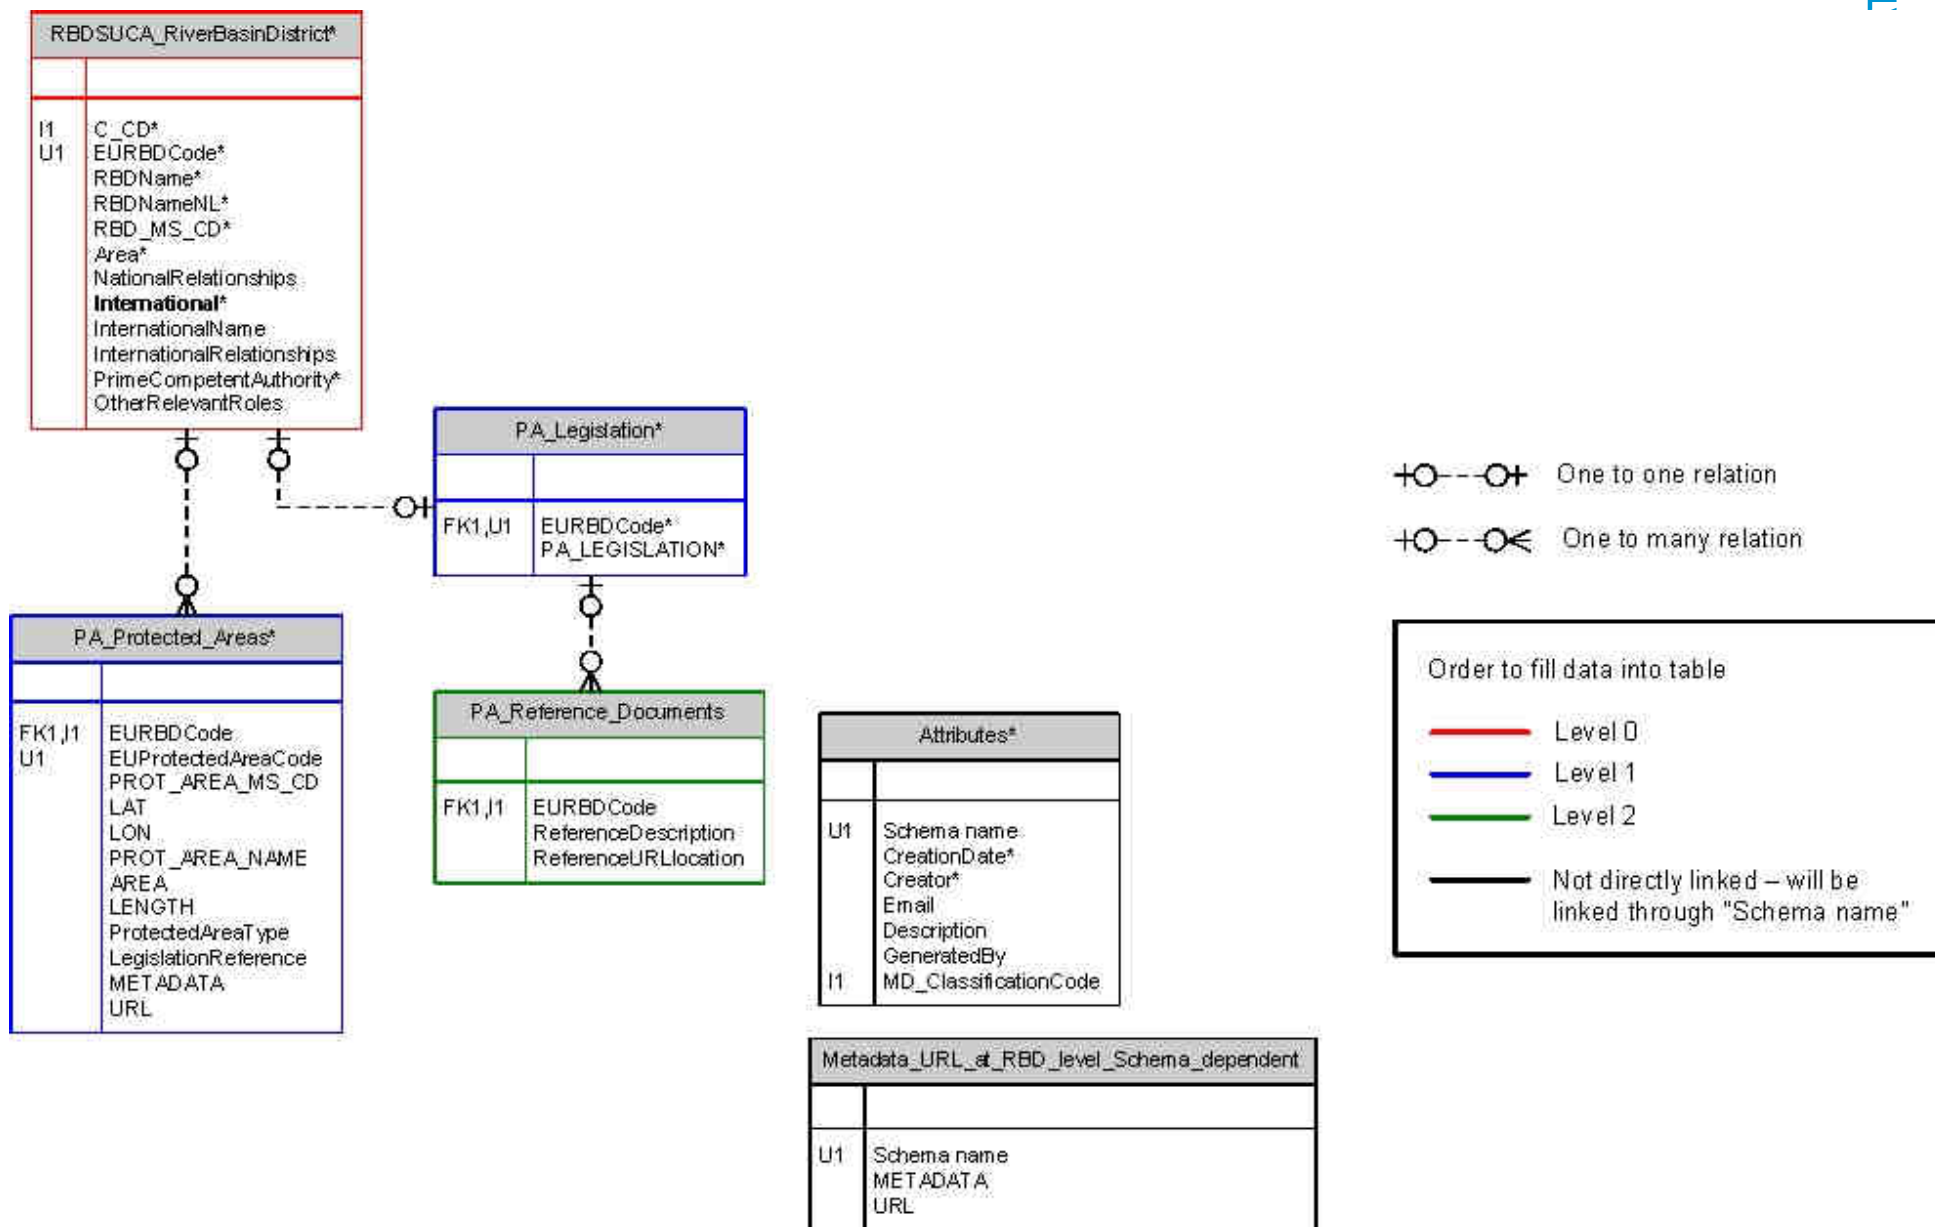 RBDSUCA_RiverBasinDistrict*
I1 C_CD*
U1 EURBDCode*
RBDName*
RBDNameNL*
RBD_MS_CD*
Area*
NationalRelationships
International*
InternationalName
InternationalRelationships
PrimeCompetentAuthority*
OtherRelevantRoles
PA_Legislation*
FK1,U1 EURBDCode*
PA_LEGISLATION*
PA_Protected_Areas*
FK1,I1 EURBDCode
U1 EUProtectedAreaCode
PROT_AREA_MS_CD
LAT
LON
PROT_AREA_NAME
AREA
LENGTH
ProtectedAreaType
LegislationReference
METADATA
URL
PA_Reference_Documents
FK1,I1 EURBDCode
ReferenceDescription
ReferenceURLlocation
Attributes*
U1 Schema name
CreationDate*
Creator*
Email
Description
GeneratedBy
I1 MD_ClassificationCode
Metadata_URL_at_RBD_level_Schema_dependent
U1 Schema name
METADATA
URL
One to one relation
One to many relation
Order to fill data into table
Level 0
Level 1
Level 2
Not directly linked – will be
linked through "Schema name"